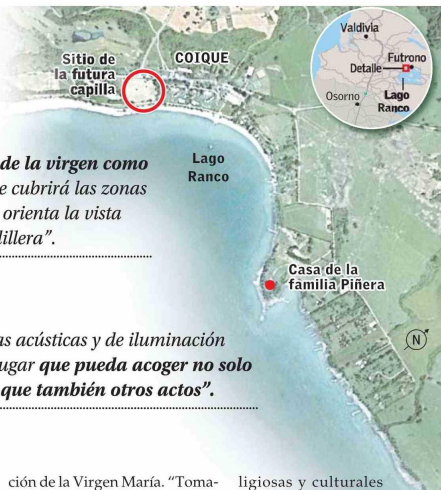 Sitio de
la futura
capilla
COIQUE
Valdivia
Detalle
Futrono
Osorno
Lago
Ranco
Lago
Ranco
de la virgen como
e cubrirá las zonas
orienta la vista
dillera”.
Casa de la
familia Piñera
N
as acústicas y de iluminación
ugar que pueda acoger no solo
que también otros actos”.
ción de la Virgen María. “Toma-
ligiosas y culturales